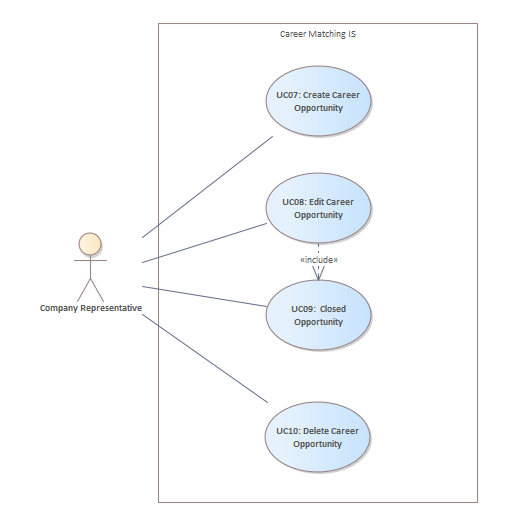 Career Matching IS
UC07: Create Career
Opportunity
UC08: Edit Career
Opportunity
«include»
UC09: Closed
Opportunity
Company Representative
UC10: Delete Career
Opportunity